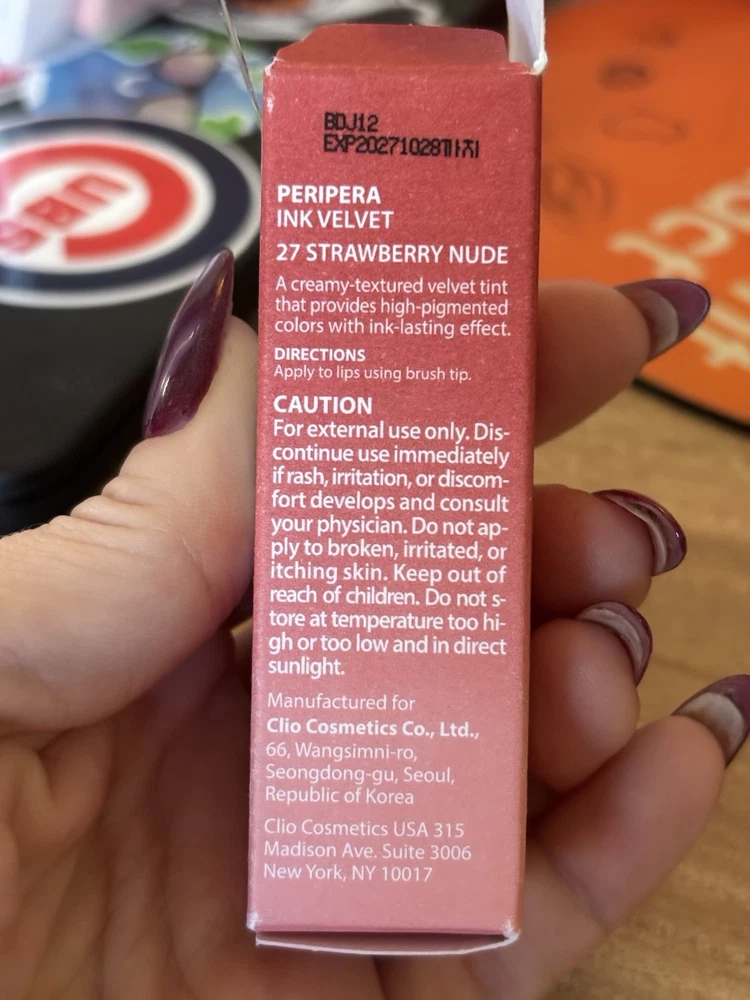 BDJ12
EXP20271028까지
PERIPERA
INK VELVET
27 STRAWBERRY NUDE
A creamy-textured velvet tint
that provides high-pigmented
colors with ink-lasting effect.
DIRECTIONS
Apply to lips using brush tip.
CAUTION
For external use only. Dis-
continue use immediately
if rash, irritation, or discom-
fort develops and consult
your physician. Do not ap-
ply to broken, irritated, or
itching skin. Keep out of
reach of children. Do not s-
tore at temperature too hi-
gh or too low and in direct
sunlight.
Manufactured for
Clio Cosmetics Co., Ltd.,
66, Wangsimni-ro,
Seongdong-gu, Seoul,
Republic of Korea
Clio Cosmetics USA 315
Madison Ave. Suite 3006
New York, NY 10017
UBS